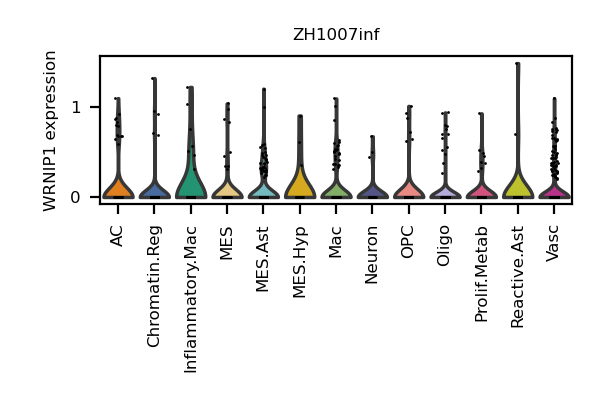 ZH1007inf
WRNIP1 expression
1
0
AC
Chromatin.Reg
Inflammatory.Mac
MES
MES.Ast
MES.Hyp
Mac
Neuron
OPC
Oligo
Prolif.Metab
Reactive.Ast
Vasc